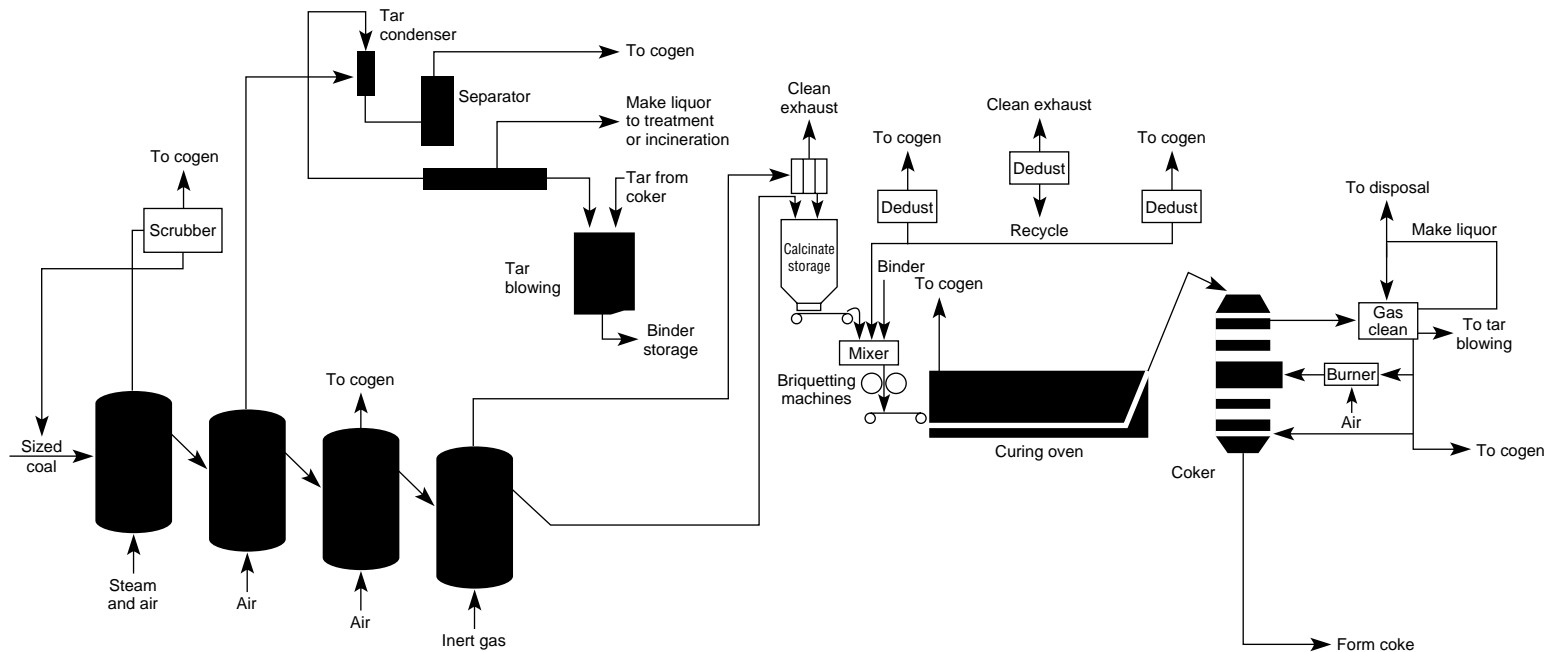 Tar
condenser
To cogen
Separator
Make liquor
to treatment
or incineration
To cogen
Scrubber
Tar from
coker
Tar
blowing
Binder
storage
Sized
coal
To cogen
Steam
and air
Air
Air
Inert gas
Clean
exhaust
Calcinate
storage
To cogen
Dedust
Clean exhaust
Dedust
Recycle
To cogen
Dedust
Binder
To cogen
Mixer
Briquetting
machines
Curing oven
To disposal
Make liquor
Gas
clean
To tar
blowing
Burner
Air
To cogen
Coker
Form coke